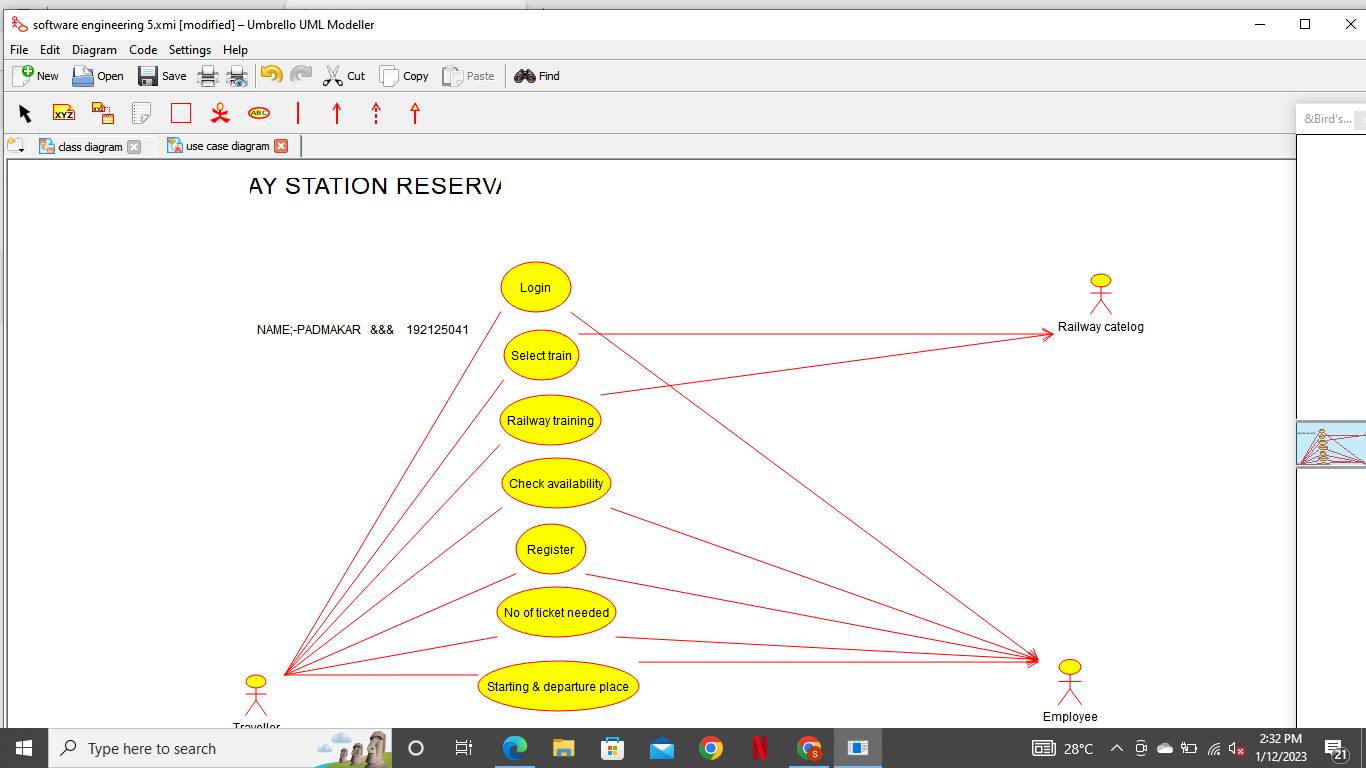 software engineering 5.xmi [modified] – Umbrello UML Modeller
File Edit Diagram Code Settings Help
New Open Save Cut Copy Paste Find
XYZ XYZ ABC
&Bird's...
class diagram use case diagram
AY STATION RESERVA
Login
NAME;-PADMAKAR &&& 192125041
Railway catelog
Select train
Railway training
Check availability
Register
No of ticket needed
Starting & departure place
Traveller
Employee
Type here to search
S
28°C
2:32 PM
1/12/2023
21